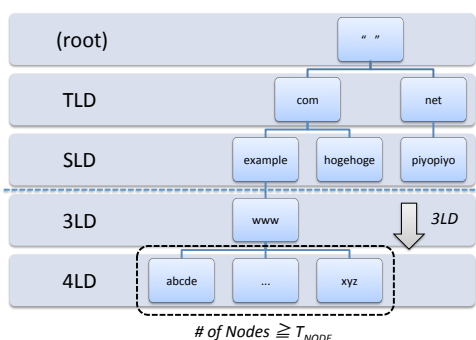 (root)
“ ”
TLD
com
net
SLD
example
hogehoge
piyopiyo
3LD
www
3LD
4LD
abcde
...
xyz
# of Nodes ≧ T_NODE